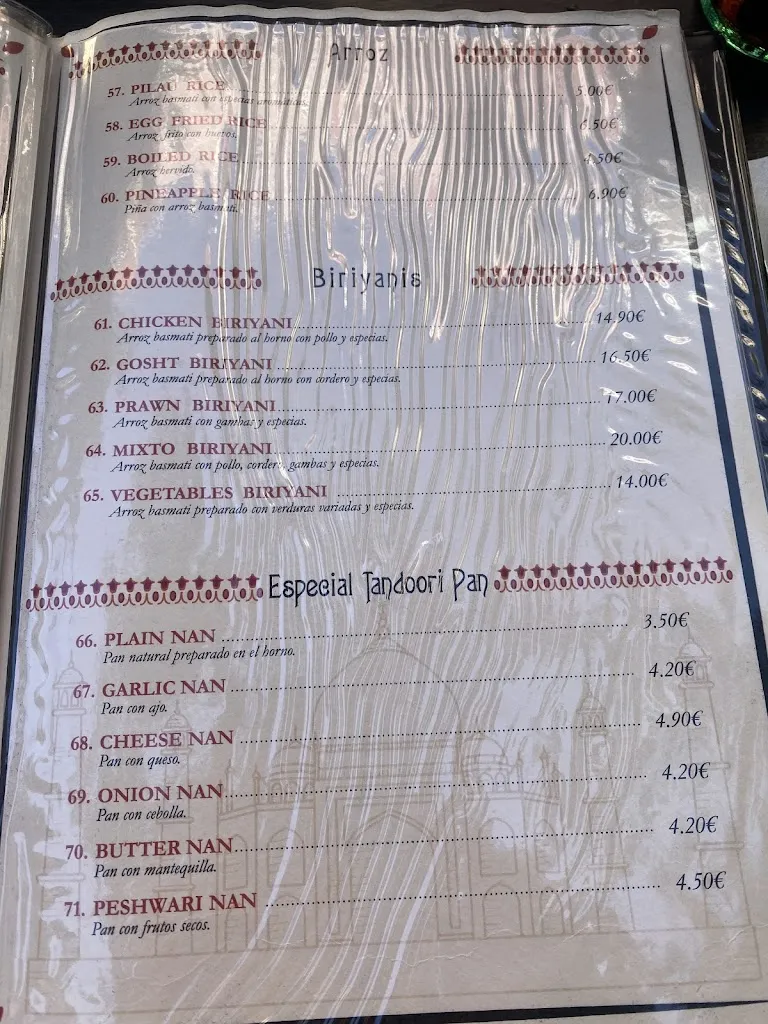 Arroz
57. PILAU RICE 5.00€
Arroz basmati con especias aromaticas.
58. EGG FRIED RICE 6.50€
Arroz frito con huevos.
59. BOILED RICE 4.50€
Arroz hervido.
60. PINEAPPLE RICE 6.90€
Piña con arroz basmati.
Biriyanis
61. CHICKEN BIRIYANI 14.90€
Arroz basmati preparado al horno con pollo y especias.
62. GOSHT BIRIYANI 16.50€
Arroz basmati preparado al horno con cordero y especias.
63. PRAWN BIRIYANI 17.00€
Arroz basmati con gambas y especias.
64. MIXTO BIRIYANI 20.00€
Arroz basmati con pollo, cordero, gambas y especias.
65. VEGETABLES BIRIYANI 14.00€
Arroz basmati preparado con verduras variadas y especias.
Especial Tandoori Pan
66. PLAIN NAN 3.50€
Pan natural preparado en el horno.
67. GARLIC NAN 4.20€
Pan con ajo.
68. CHEESE NAN 4.90€
Pan con queso.
69. ONION NAN 4.20€
Pan con cebolla.
70. BUTTER NAN 4.20€
Pan con mantequilla.
71. PESHWARI NAN 4.50€
Pan con frutos secos.